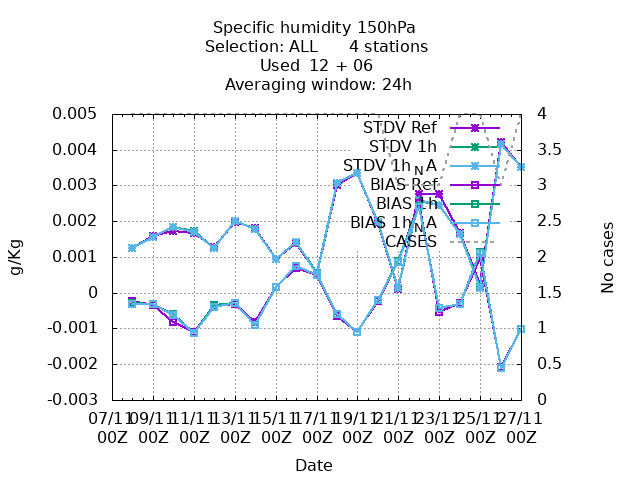 Specific humidity 150hPa
Selection: ALL 4 stations
Used 12 + 06
Averaging window: 24h
0.005
0.004
0.003
0.002
0.001
0
-0.001
-0.002
-0.003
g/Kg
4
3.5
3
2.5
2
1.5
1
0.5
0
No cases
STDV Ref
STDV 1h
STDV 1h_NA
BIAS Ref
BIAS 1h
BIAS 1h_NA
CASES
07/11 09/11 11/11 13/11 15/11 17/11 19/11 21/11 23/11 25/11 27/11
00Z 00Z 00Z 00Z 00Z 00Z 00Z 00Z 00Z 00Z 00Z
Date